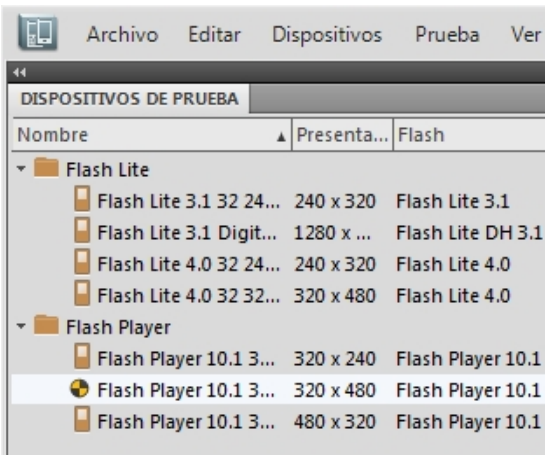 Archivo Editar Dispositivos Prueba Ver
DISPOSITIVOS DE PRUEBA
Nombre Presenta... Flash
Flash Lite
Flash Lite 3.1 32 24... 240 x 320 Flash Lite 3.1
Flash Lite 3.1 Digit... 1280 x ... Flash Lite DH 3.1
Flash Lite 4.0 32 24... 240 x 320 Flash Lite 4.0
Flash Lite 4.0 32 32... 320 x 480 Flash Lite 4.0
Flash Player
Flash Player 10.1 3... 320 x 240 Flash Player 10.1
Flash Player 10.1 3... 320 x 480 Flash Player 10.1
Flash Player 10.1 3... 480 x 320 Flash Player 10.1